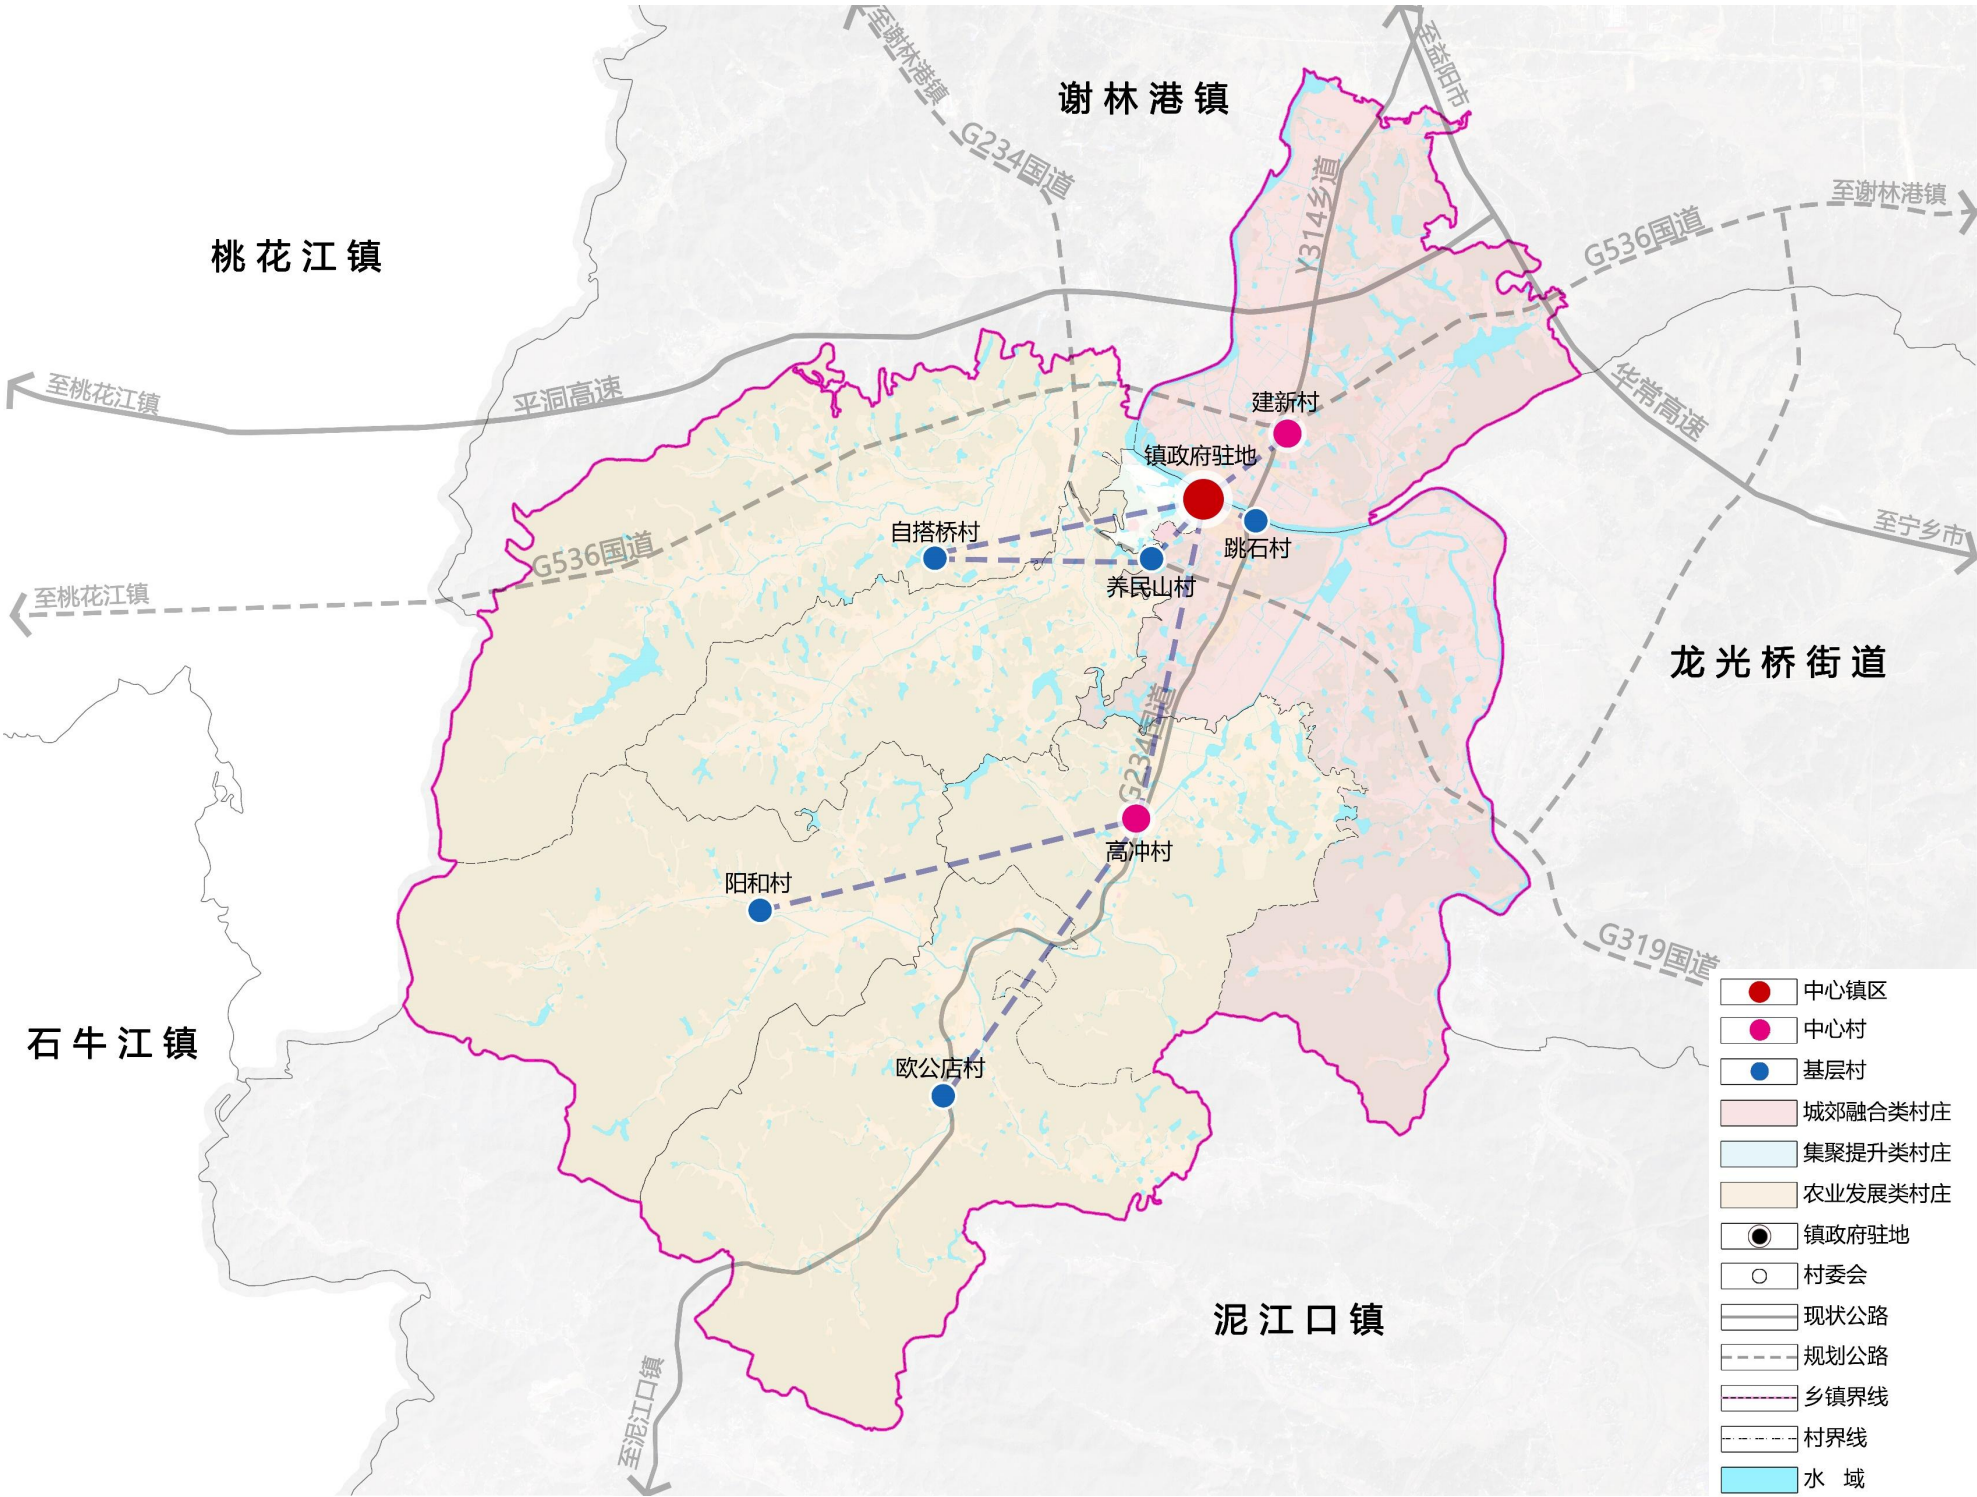 至谢林港镇
至益阳市
谢林港镇
G234国道
Y314乡道
至谢林港镇
G536国道
桃花江镇
至桃花江镇
平洞高速
华常高速
建新村
镇政府驻地
跳石村
至宁乡市
自搭桥村
养民山村
G536国道
至桃花江镇
龙光桥街道
G234国道
高冲村
阳和村
G319国道
石牛江镇
欧公店村
泥江口镇
至泥江口镇
中心镇区
中心村
基层村
城郊融合类村庄
集聚提升类村庄
农业发展类村庄
镇政府驻地
村委会
现状公路
规划公路
乡镇界线
村界线
水 域